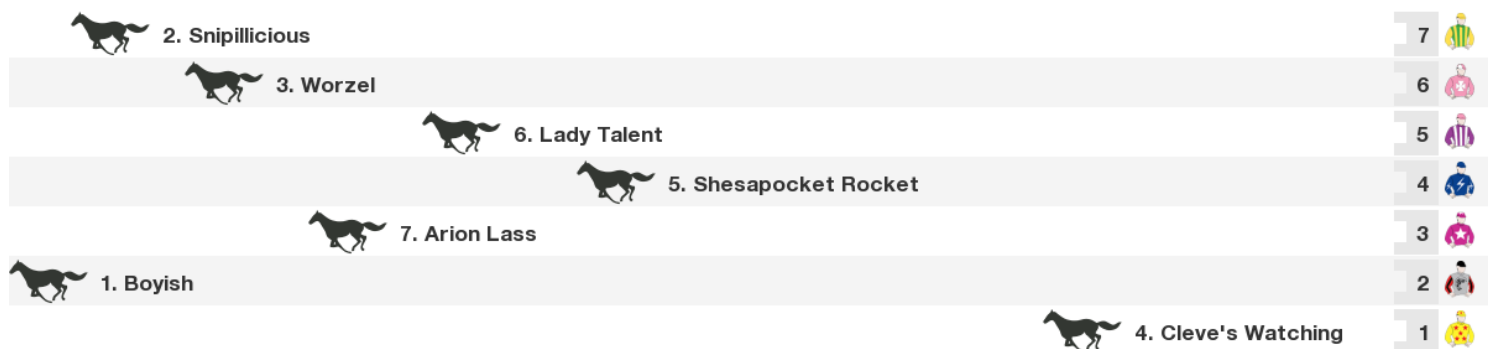 2. Snipillicious 7
3. Worzel 6
6. Lady Talent 5
5. Shesapocket Rocket 4
7. Arion Lass 3
1. Boyish 2
4. Cleve's Watching 1